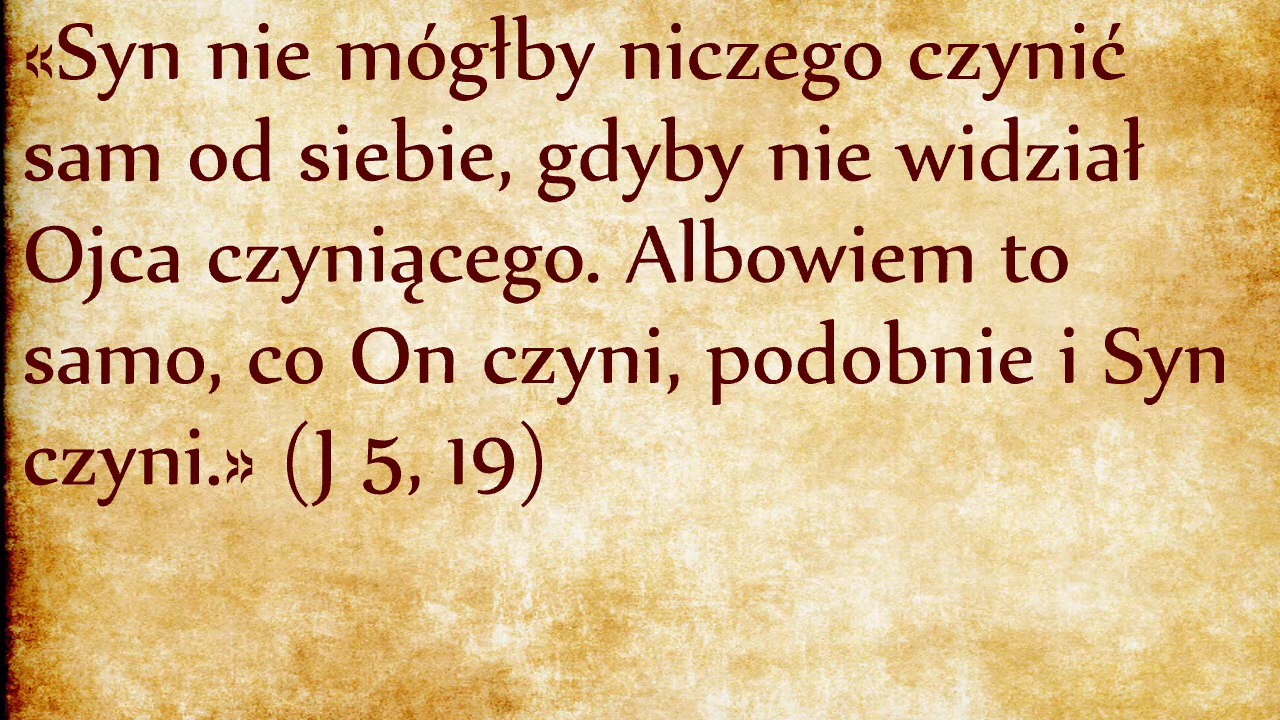 «Syn nie mógłby niczego czynić
sam od siebie, gdyby nie widział
Ojca czyniącego. Albowiem to
samo, co On czyni, podobnie i Syn
czyni.» (J 5, 19)